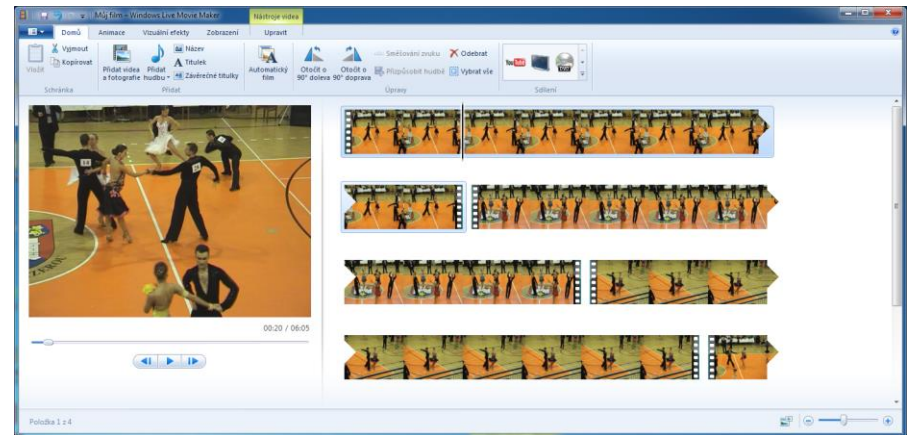 Můj film - Windows Live Movie Maker
Nástroje videa
Domů Animace Vizuální efekty Zobrazení Upravit
Vložit
Vyjmout
Kopírovat
Schránka
Přidat videa a fotografie
Přidat hudbu
Název
Titulek
Závěrečné titulky
Přidat
Automatický film
Otočit o 90° doleva
Otočit o 90° doprava
Směšování zvuku
Přizpůsobit hudbě
Odebrat
Vybrat vše
Úpravy
YouTube
Sdílení
00:20 / 06:05
Položka 1 z 4